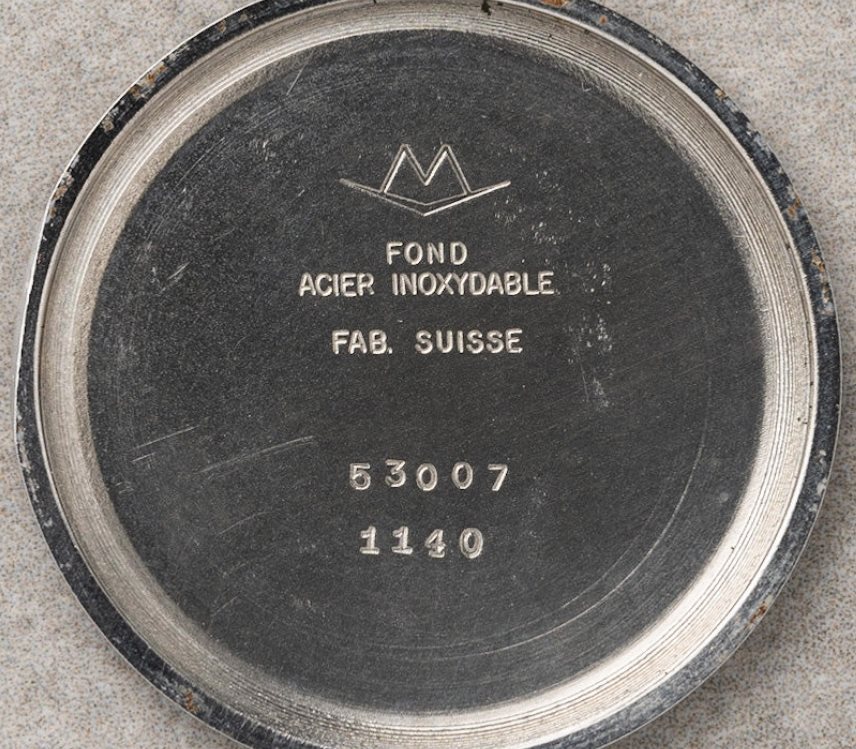 M
FOND
ACIER INOXYDABLE
FAB. SUISSE
53007
1140